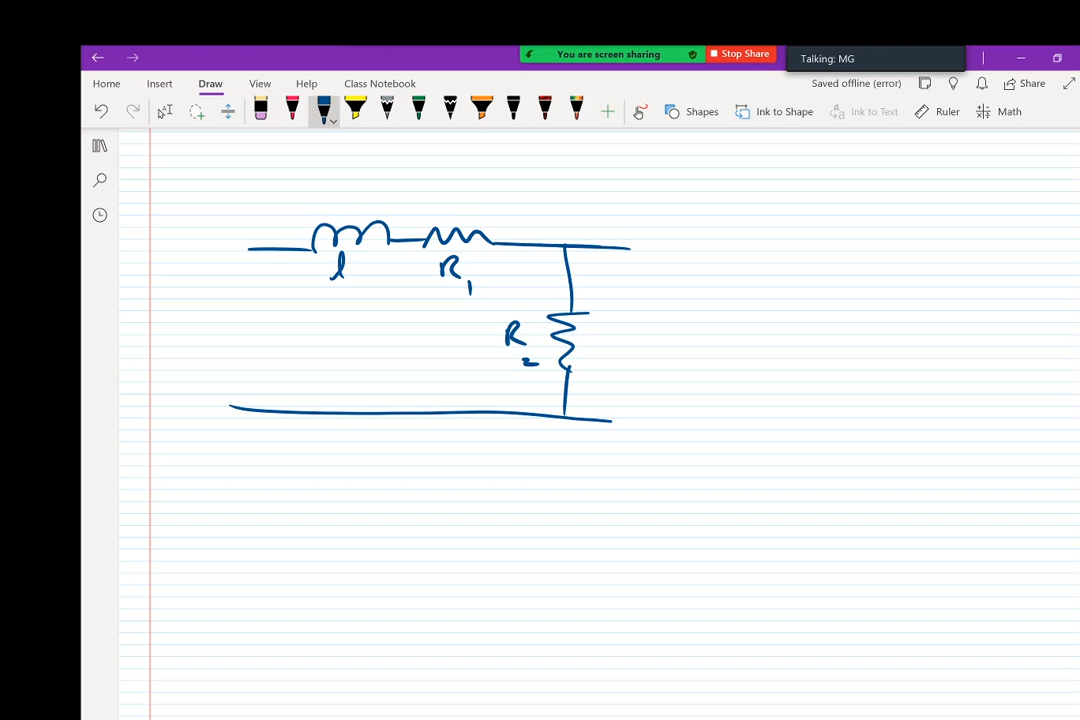 You are screen sharing
Stop Share
Talking: MG
Home Insert Draw View Help Class Notebook
Saved offline (error)
Share
Shapes
Ink to Shape
Ink to Text
Ruler
Math
l
R1
R2